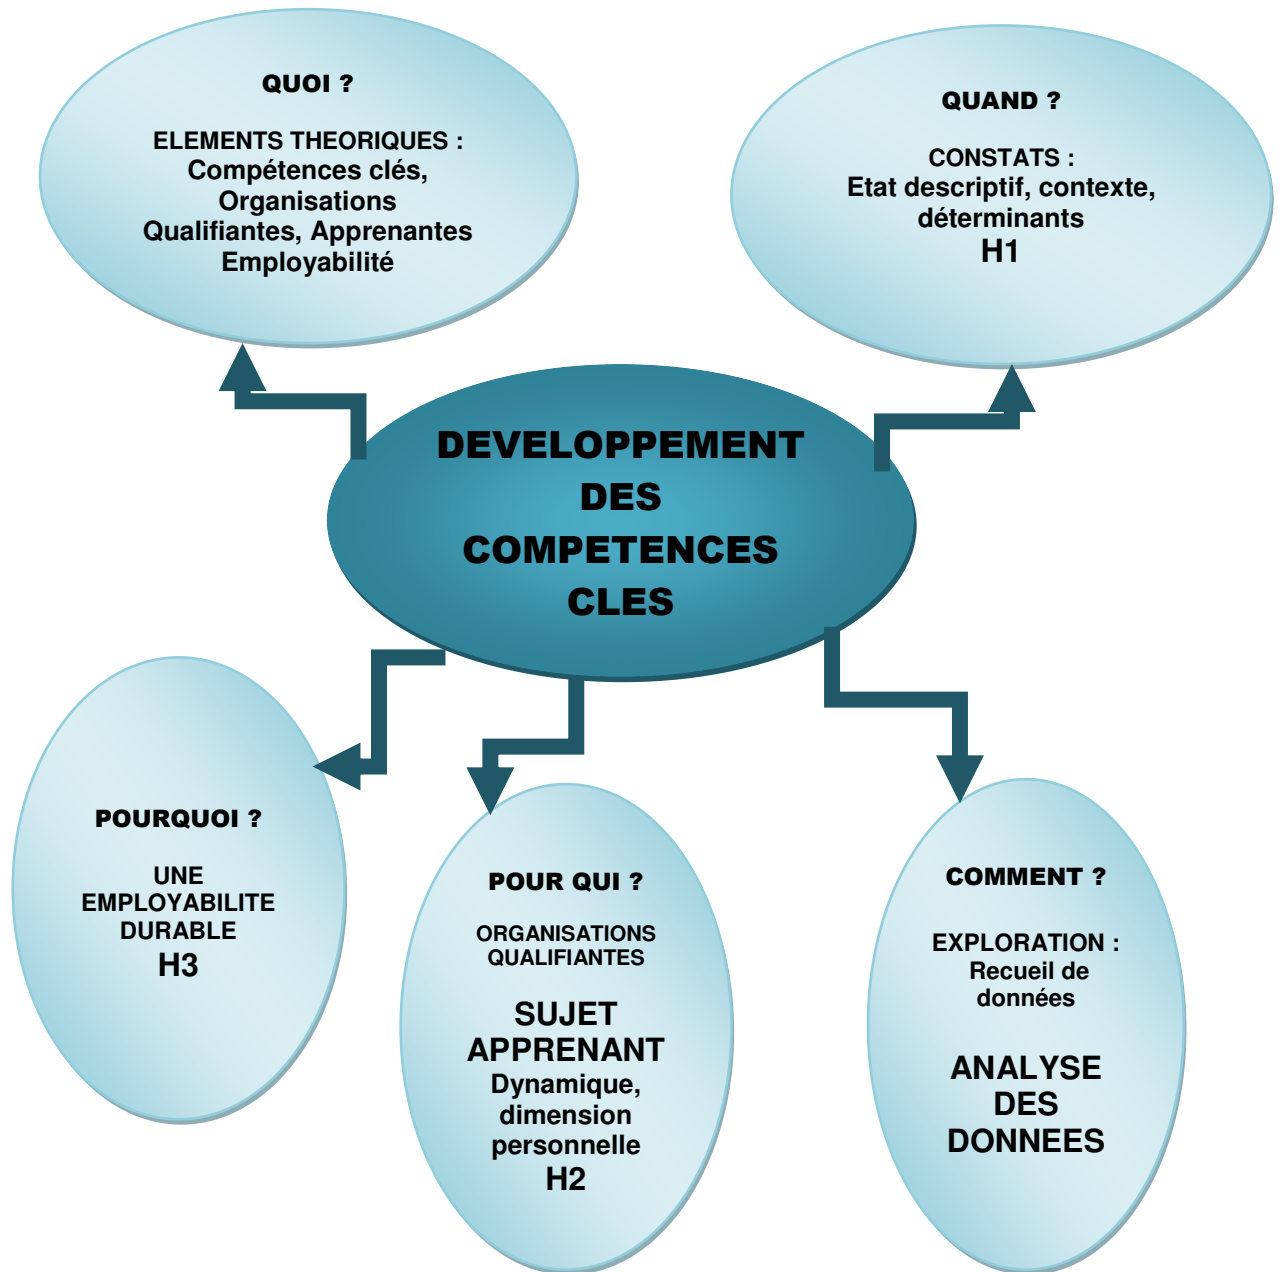 QUOI ?
ELEMENTS THEORIQUES :
Compétences clés,
Organisations
Qualifiantes, Apprenantes
Employabilité
QUAND ?
CONSTATS :
Etat descriptif, contexte,
déterminants
H1
DEVELOPPEMENT
DES
COMPETENCES
CLES
POURQUOI ?
UNE
EMPLOYABILITE
DURABLE
H3
POUR QUI ?
ORGANISATIONS
QUALIFIANTES
SUJET
APPRENANT
Dynamique,
dimension
personnelle
H2
COMMENT ?
EXPLORATION :
Recueil de
données
ANALYSE
DES
DONNEES